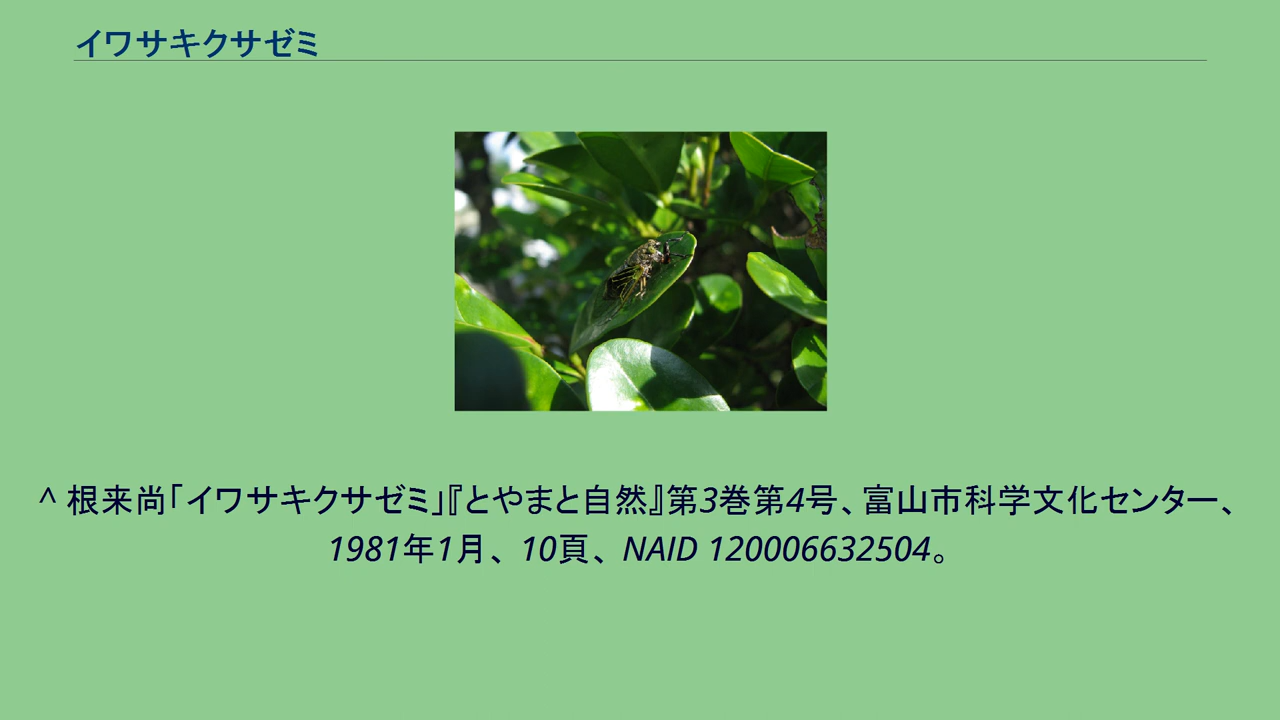 イワサキクサゼミ
^ 根来尚「イワサキクサゼミ」『とやまと自然』第3巻第4号、富山市科学文化センター、
1981年1月、10頁、NAID 120006632504。